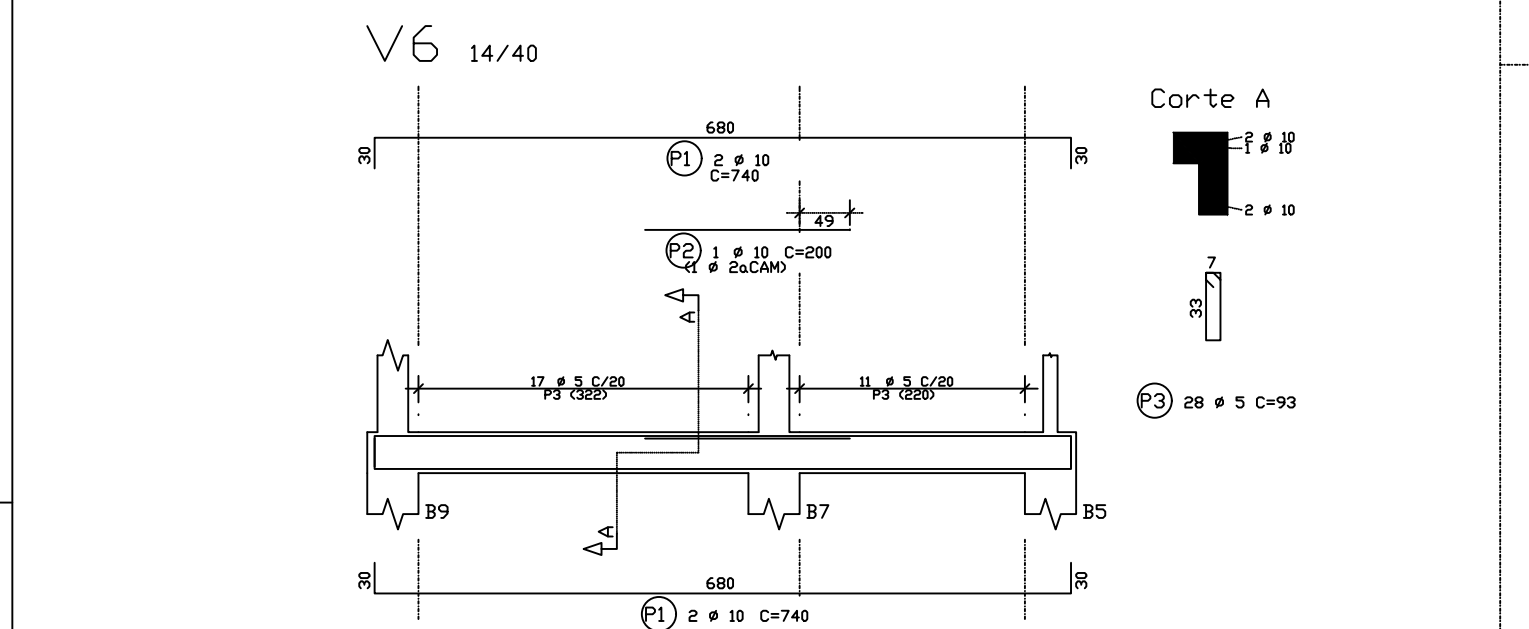 V6 14/40
Corte A
680
30
30
P1 2 ø 10
C=740
2 ø 10
1 ø 10
2 ø 10
49
P2 1 ø 10 C=200
(1 ø 2aCAM)
7
33
A
17 ø 5 C/20
P3 (322)
11 ø 5 C/20
P3 (220)
P3 28 ø 5 C=93
B9
B7
B5
A
680
30
30
P1 2 ø 10 C=740